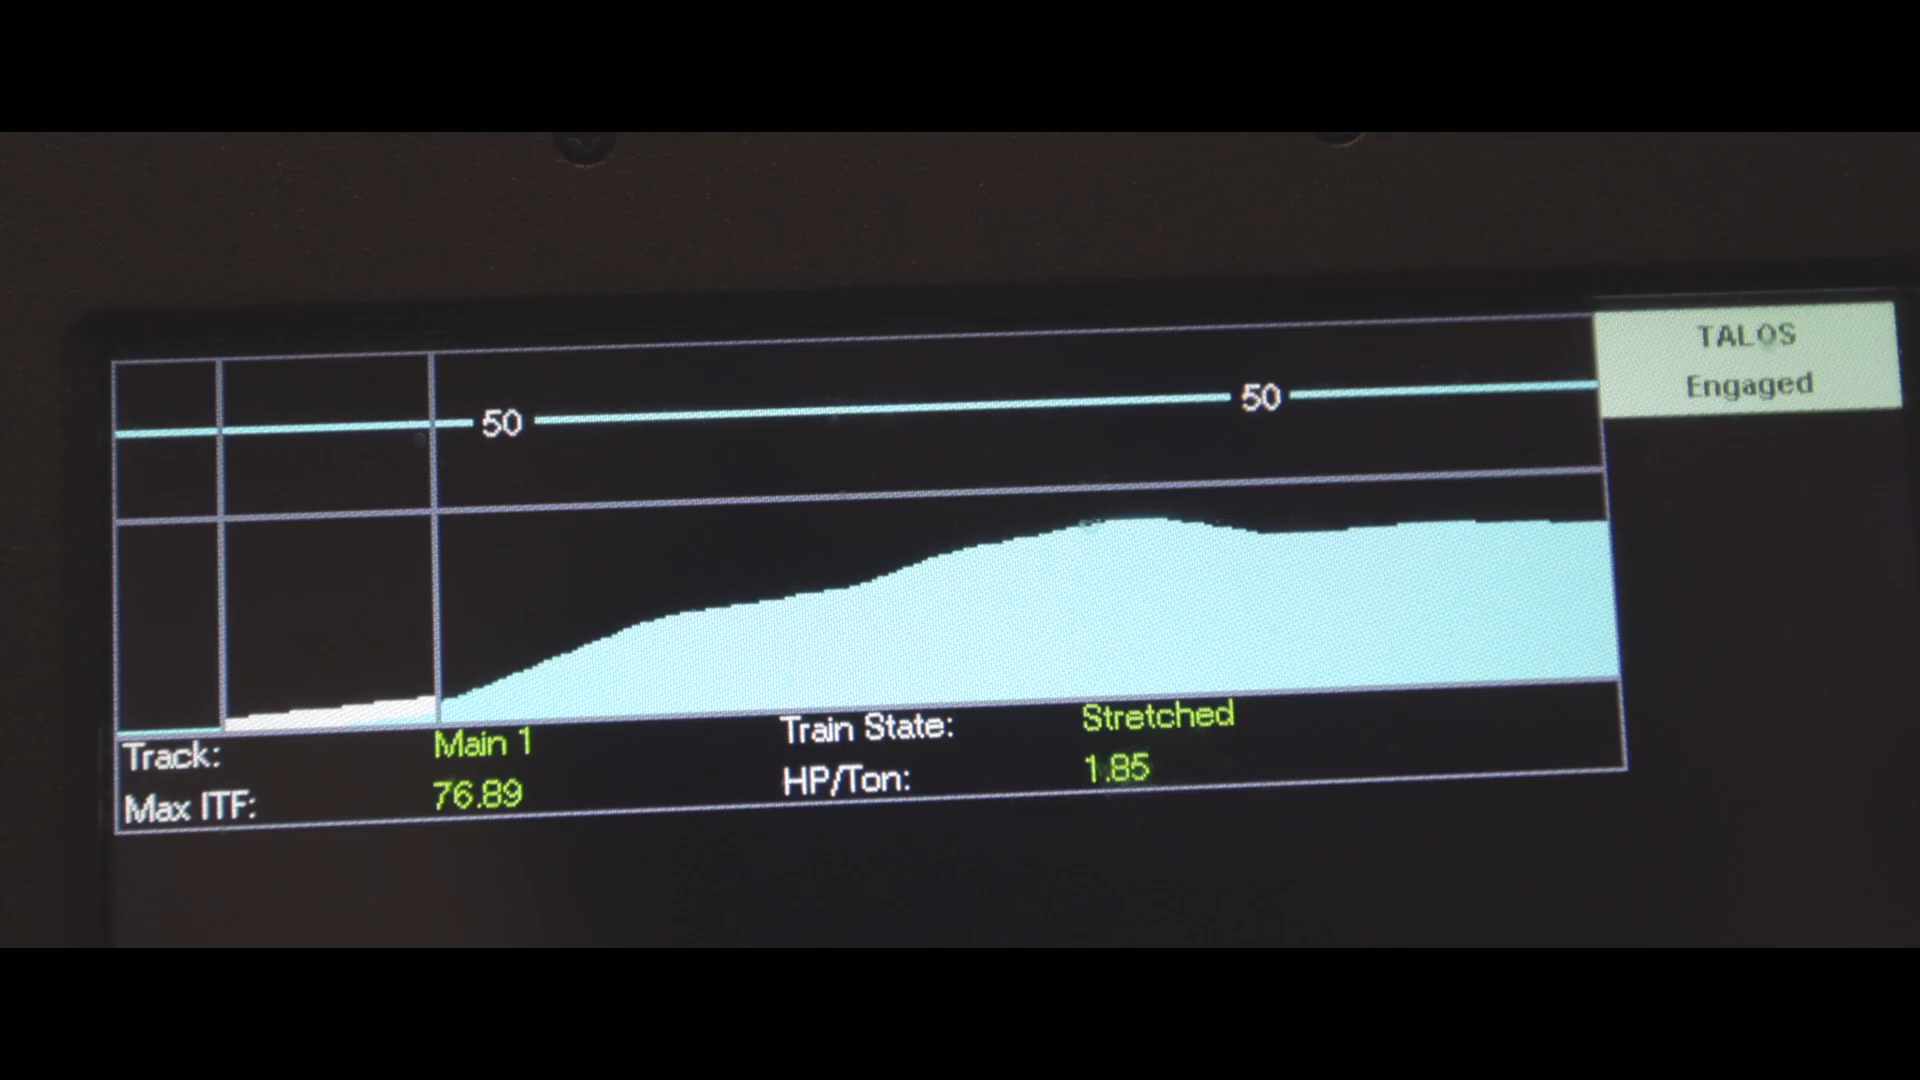 TALOS
Engaged
50 50
Track: Main 1 Train State: Stretched
Max ITF: 76.89 HP/Ton: 1.85